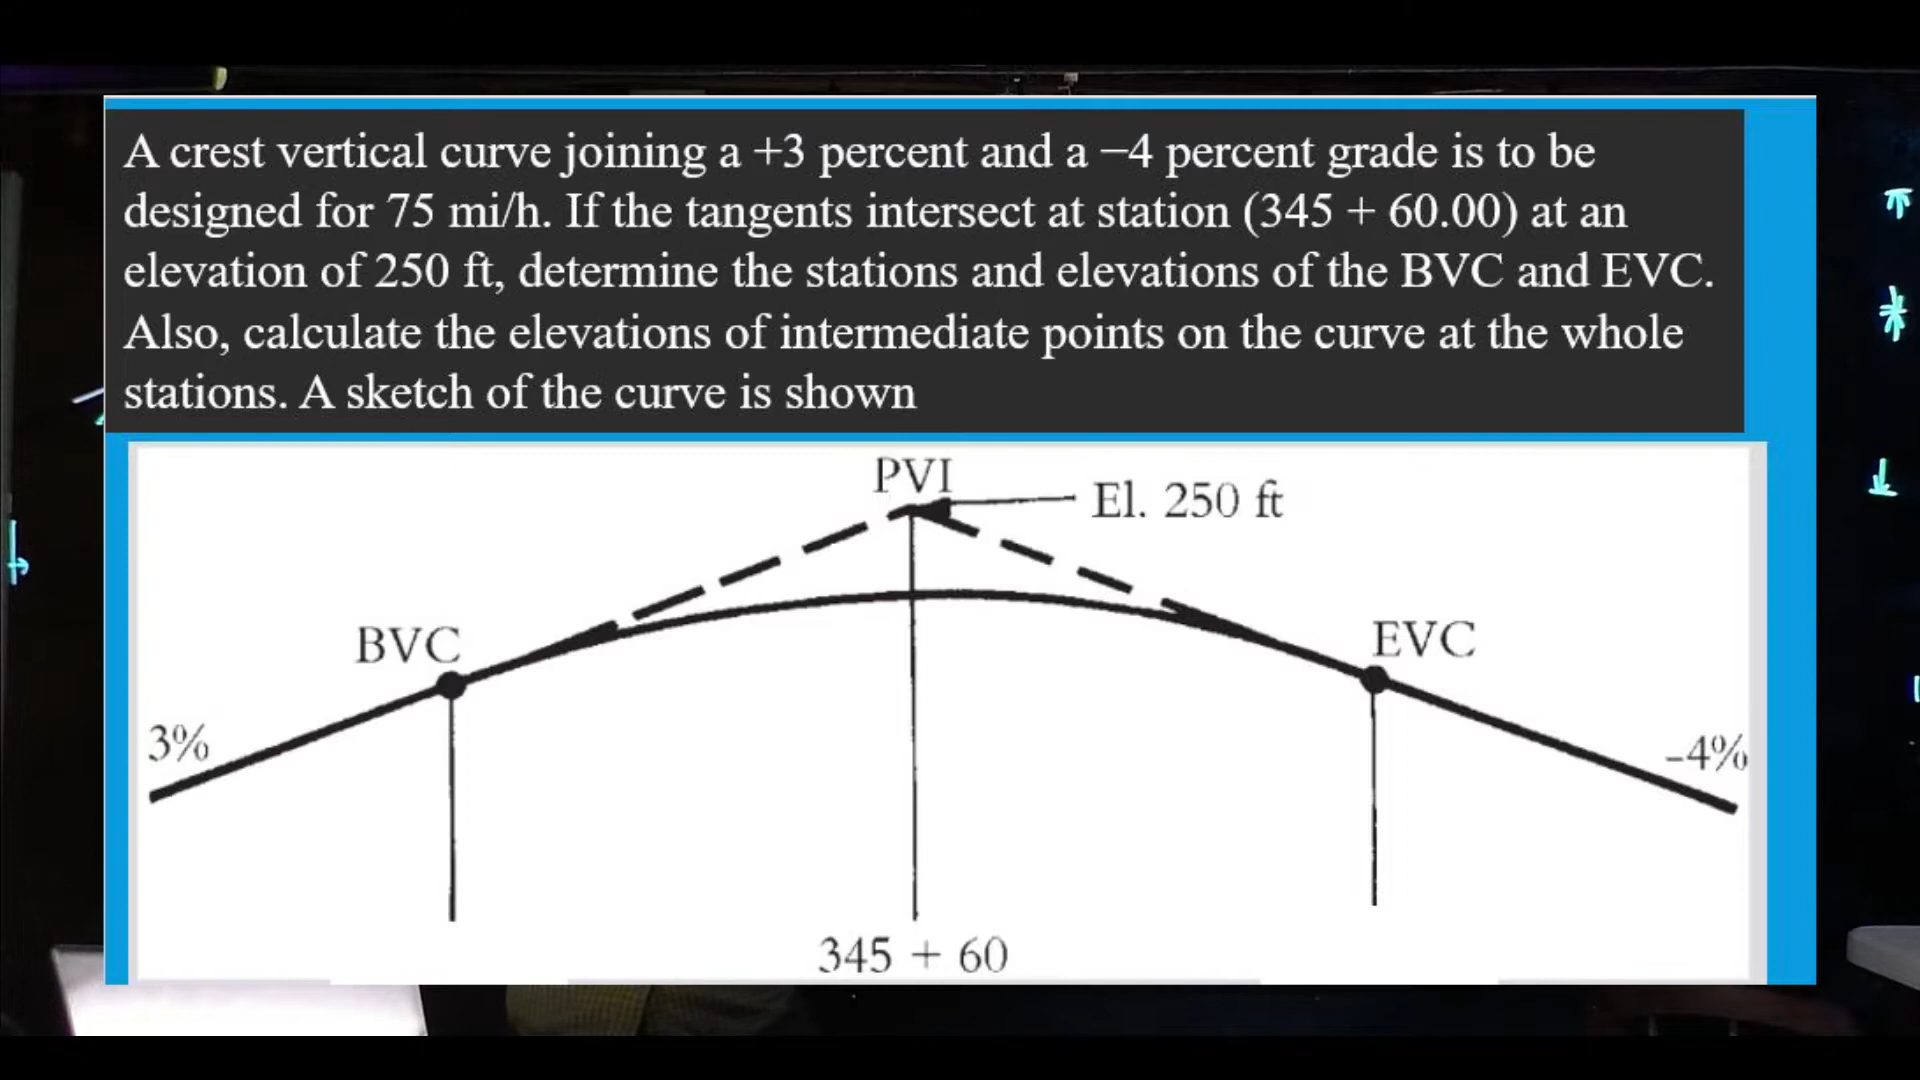 A crest vertical curve joining a +3 percent and a −4 percent grade is to be
designed for 75 mi/h. If the tangents intersect at station (345 + 60.00) at an
elevation of 250 ft, determine the stations and elevations of the BVC and EVC.
Also, calculate the elevations of intermediate points on the curve at the whole
stations. A sketch of the curve is shown
PVI
El. 250 ft
BVC
EVC
3%
-4%
345 + 60